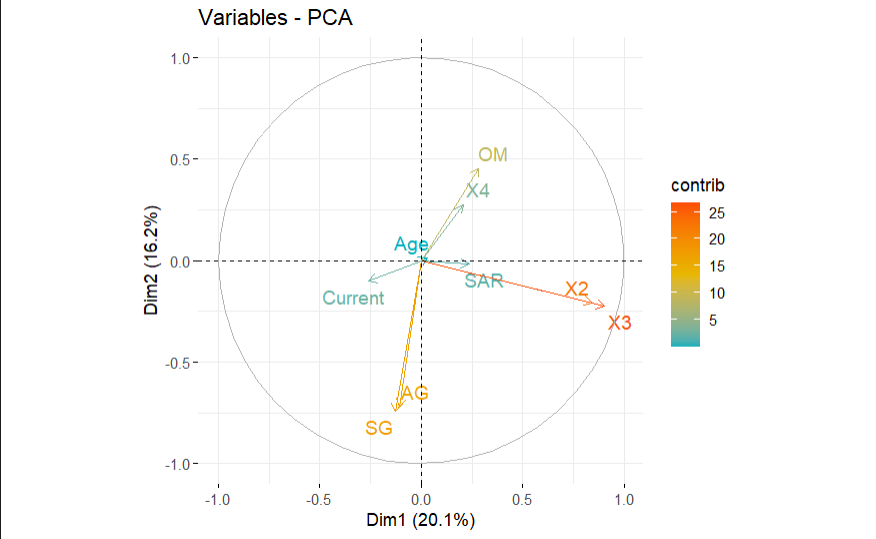 Variables - PCA
1.0
0.5
0.0
-0.5
-1.0
Dim2 (16.2%)
OM
X4
Age
SAR
Current
X2
X3
AG
SG
-1.0
-0.5
0.0
0.5
1.0
Dim1 (20.1%)
contrib
25
20
15
10
5